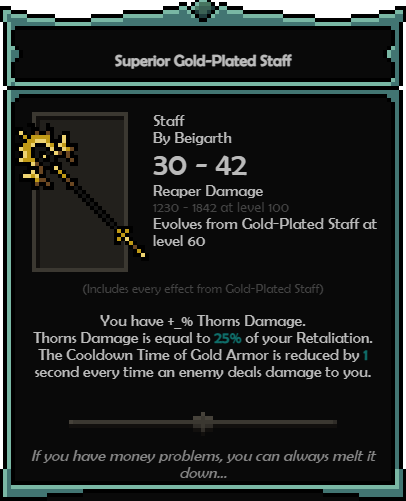 Superior Gold-Plated Staff
Staff
By Beigarth
30 - 42
Reaper Damage
1230 - 1842 at level 100
Evolves from Gold-Plated Staff at
level 60
(Includes every effect from Gold-Plated Staff)
You have +_% Thorns Damage.
Thorns Damage is equal to 25% of your Retaliation.
The Cooldown Time of Gold Armor is reduced by 1
second every time an enemy deals damage to you.
If you have money problems, you can always melt it
down...